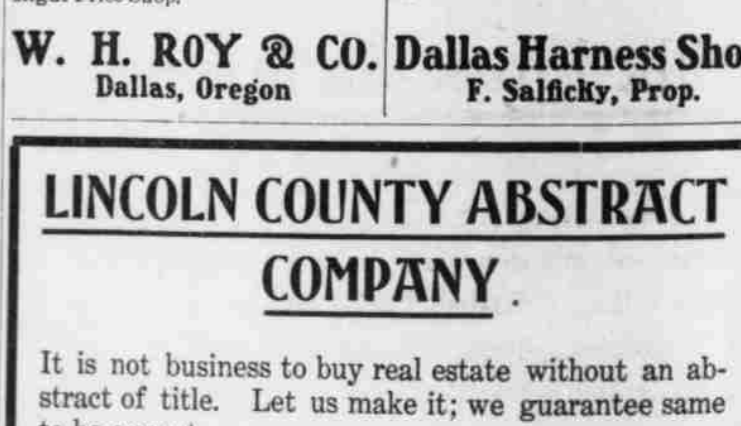 W. H. ROY & CO.
Dallas, Oregon
Dallas Harness Sho
F. Salficky, Prop.
LINCOLN COUNTY ABSTRACT
COMPANY.
It is not business to buy real estate without an ab-
stract of title. Let us make it; we guarantee same